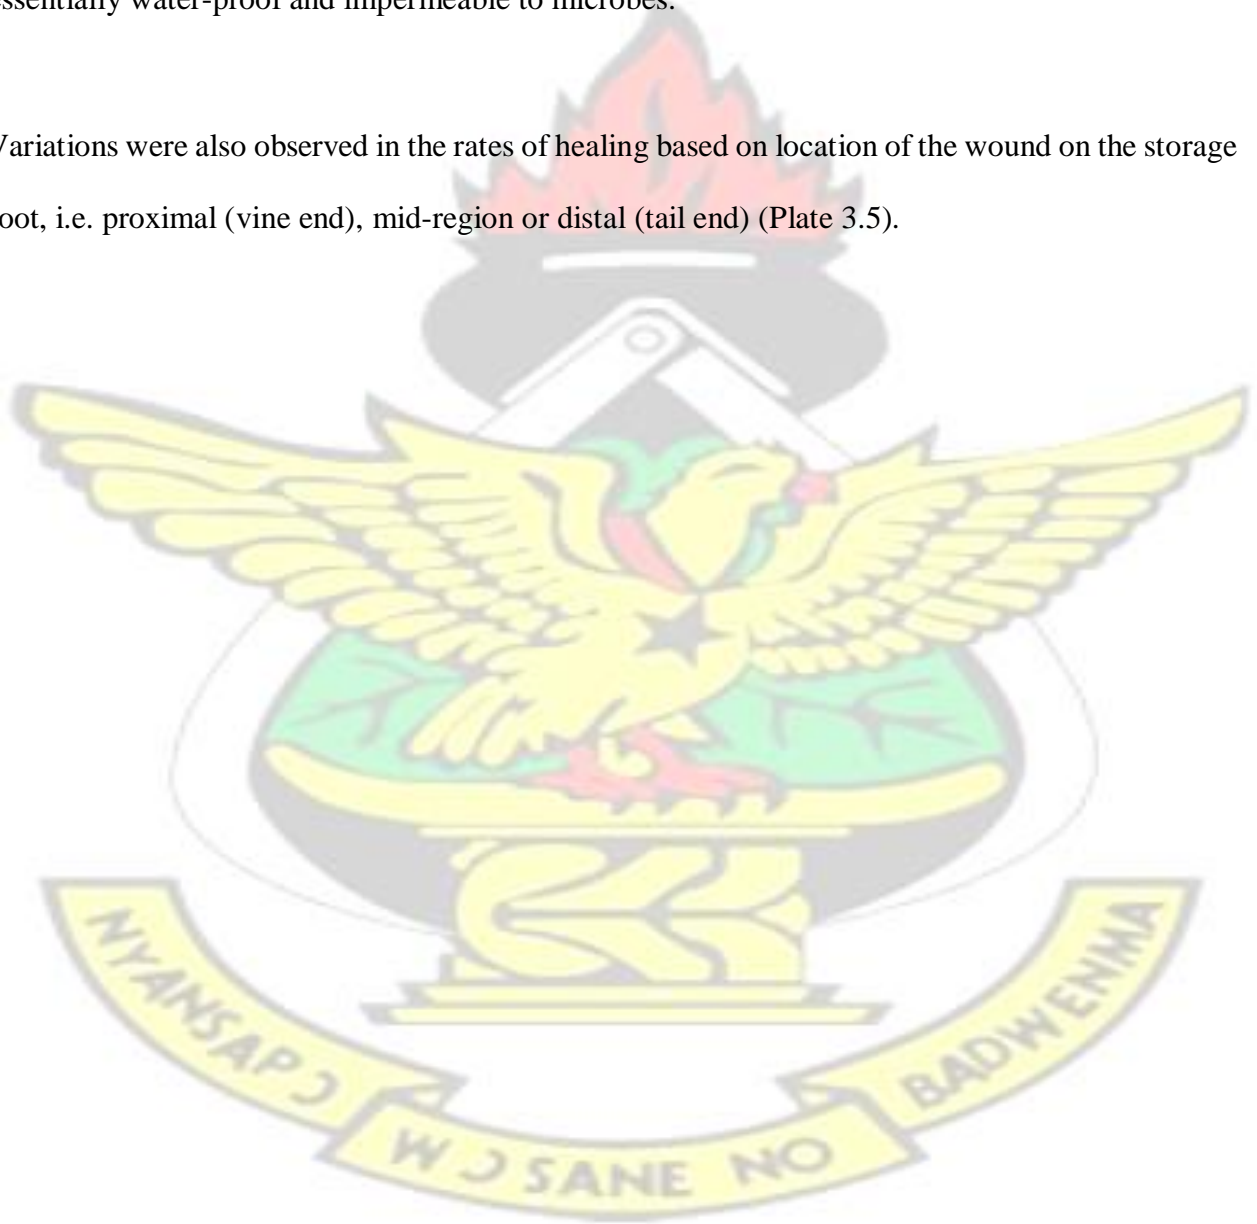 essentially water-proof and impermeable to microbes.
Variations were also observed in the rates of healing based on location of the wound on the storage
root, i.e. proximal (vine end), mid-region or distal (tail end) (Plate 3.5).
NYANSAPƆ WƆSANE NO BADWENMA